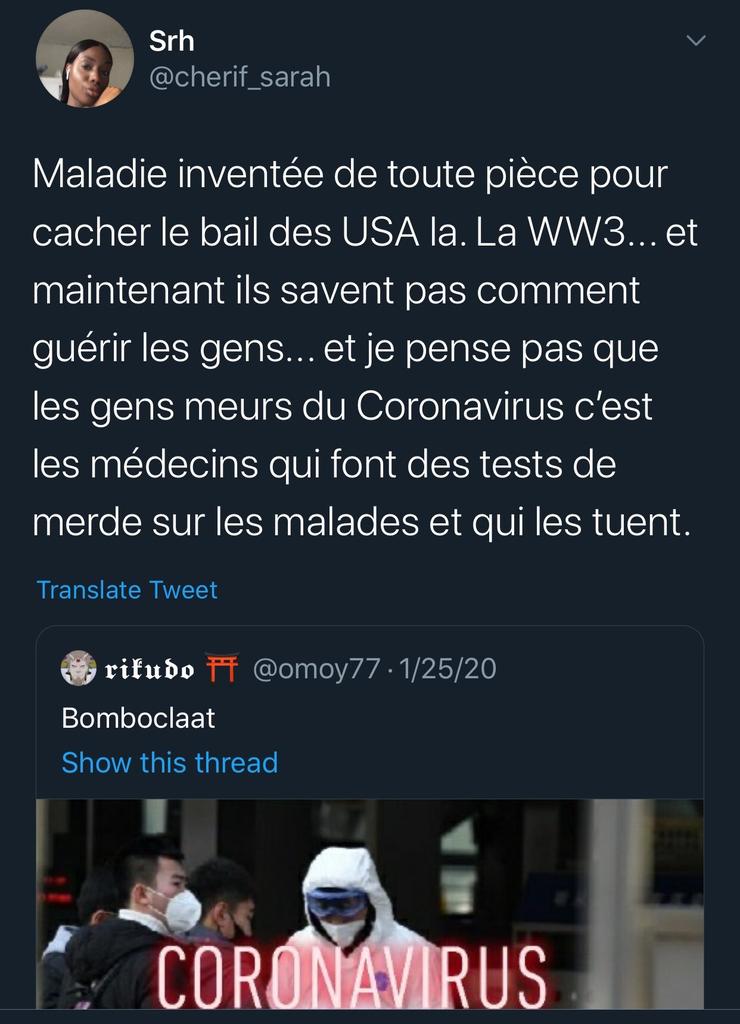 Srh
@cherif_sarah
Maladie inventée de toute pièce pour
cacher le bail des USA la. La WW3... et
maintenant ils savent pas comment
guérir les gens... et je pense pas que
les gens meurs du Coronavirus c’est
les médecins qui font des tests de
merde sur les malades et qui les tuent.
Translate Tweet
𝖗𝖎𝖐𝖚𝖉𝖔 ⛩ @omoy77 · 1/25/20
Bomboclaat
Show this thread
CORONAVIRUS